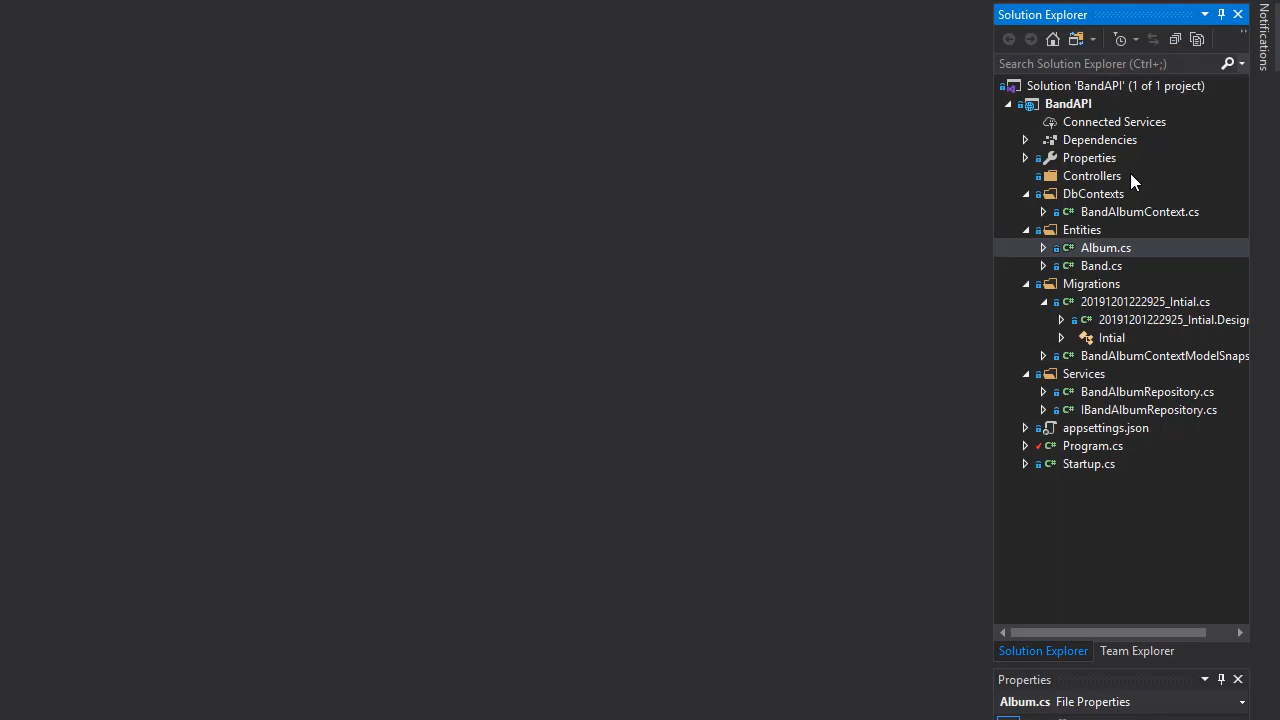 Solution Explorer
Notifications
Search Solution Explorer (Ctrl+;)
Solution 'BandAPI' (1 of 1 project)
BandAPI
Connected Services
Dependencies
Properties
Controllers
DbContexts
C# BandAlbumContext.cs
Entities
C# Album.cs
C# Band.cs
Migrations
C# 20191201222925_Intial.cs
C# 20191201222925_Intial.Design
Intial
C# BandAlbumContextModelSnaps
Services
C# BandAlbumRepository.cs
C# IBandAlbumRepository.cs
appsettings.json
C# Program.cs
C# Startup.cs
Solution Explorer Team Explorer
Properties
Album.cs File Properties